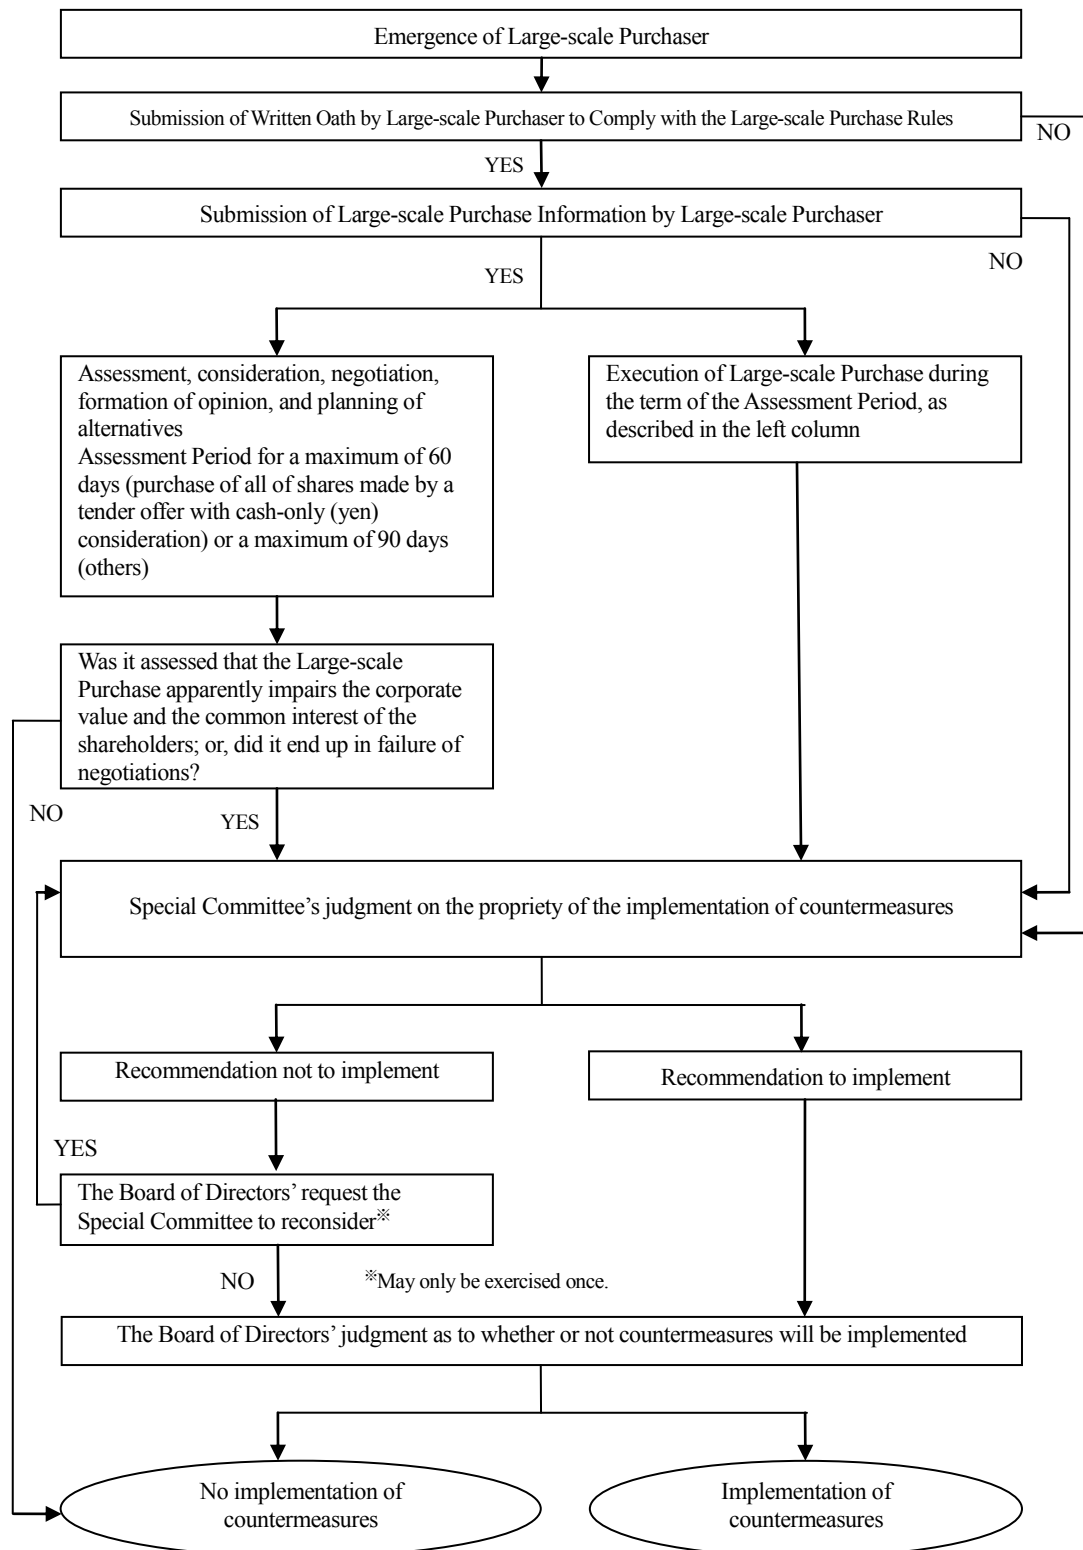 Emergence of Large-scale Purchaser
Submission of Written Oath by Large-scale Purchaser to Comply with the Large-scale Purchase Rules
NO
YES
Submission of Large-scale Purchase Information by Large-scale Purchaser
NO
YES
Assessment, consideration, negotiation,
formation of opinion, and planning of
alternatives
Assessment Period for a maximum of 60
days (purchase of all of shares made by a
tender offer with cash-only (yen)
consideration) or a maximum of 90 days
(others)
Execution of Large-scale Purchase during
the term of the Assessment Period, as
described in the left column
Was it assessed that the Large-scale
Purchase apparently impairs the corporate
value and the common interest of the
shareholders; or, did it end up in failure of
negotiations?
NO
YES
Special Committee’s judgment on the propriety of the implementation of countermeasures
Recommendation not to implement
Recommendation to implement
YES
The Board of Directors’ request the
Special Committee to reconsider※
NO
※May only be exercised once.
The Board of Directors’ judgment as to whether or not countermeasures will be implemented
No implementation of
countermeasures
Implementation of
countermeasures